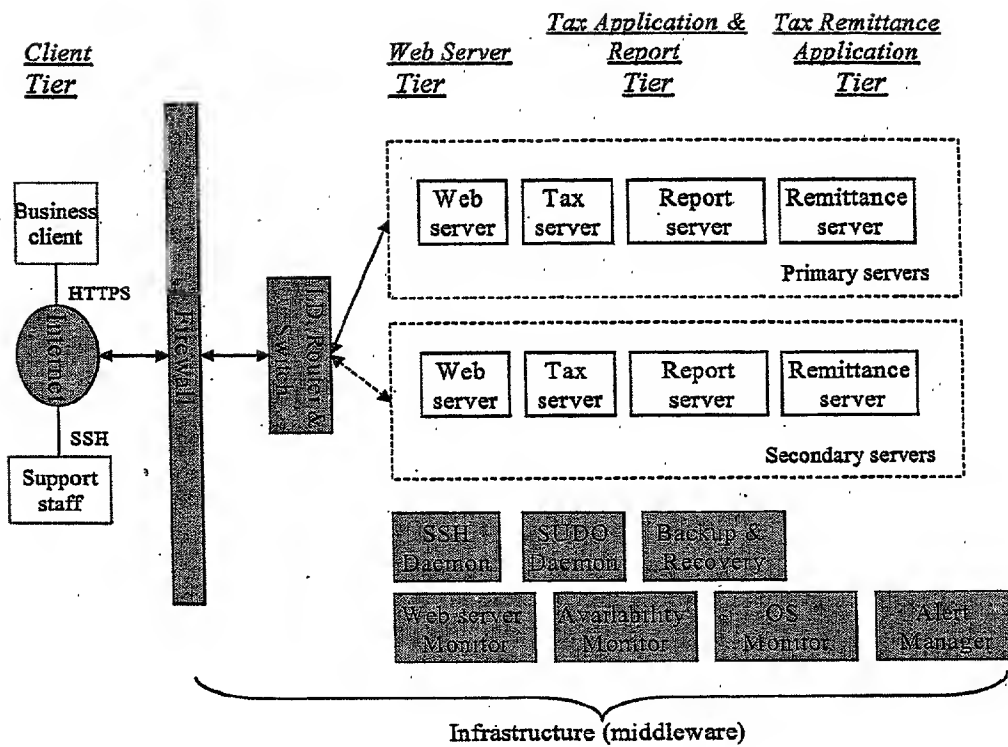 Client
Tier
Web Server
Tier
Tax Application &
Report
Tier
Tax Remittance
Application
Tier
Business
client
HTTPS
Internet
SSH
Support
staff
Firewall
LD, Router &
Switch
Web
server
Tax
server
Report
server
Remittance
server
Primary servers
Web
server
Tax
server
Report
server
Remittance
server
Secondary servers
SSH
Daemon
SUDO
Daemon
Backup &
Recovery
Web server
Monitor
Availability
Monitor
OS
Monitor
Alert
Manager
Infrastructure (middleware)